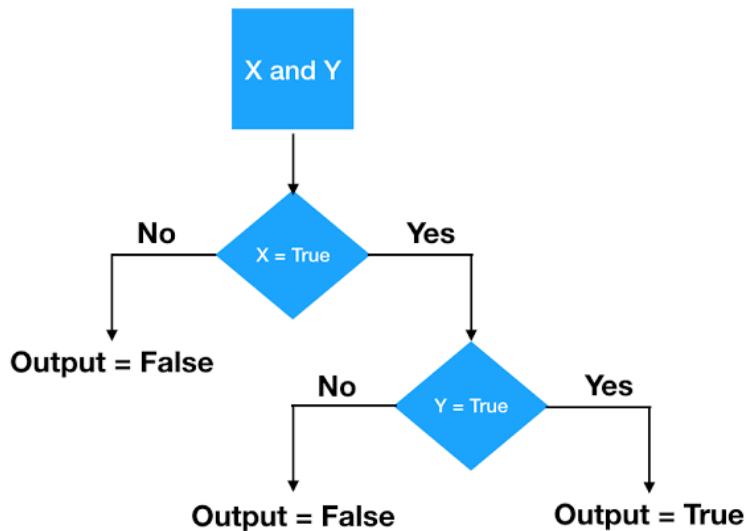 X and Y
No
X = True
Yes
Output = False
No
Y = True
Yes
Output = False
Output = True